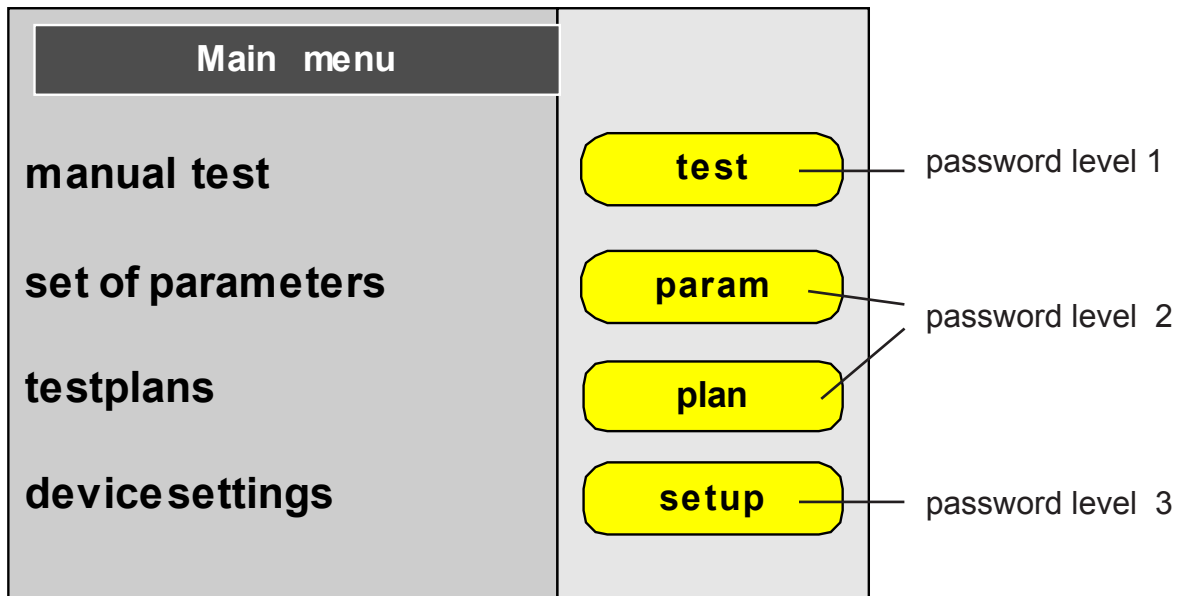 Main menu
manual test
test
password level 1
set of parameters
param
password level 2
testplans
plan
devicesettings
setup
password level 3